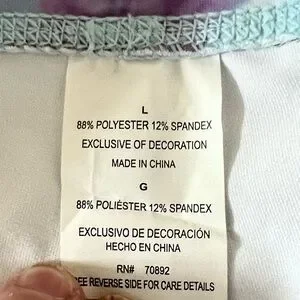 L
88% POLYESTER 12% SPANDEX
EXCLUSIVE OF DECORATION
MADE IN CHINA
G
88% POLIÉSTER 12% SPANDEX
EXCLUSIVO DE DECORACIÓN
HECHO EN CHINA
RN# 70892
REVERSE SIDE FOR CARE DETAILS